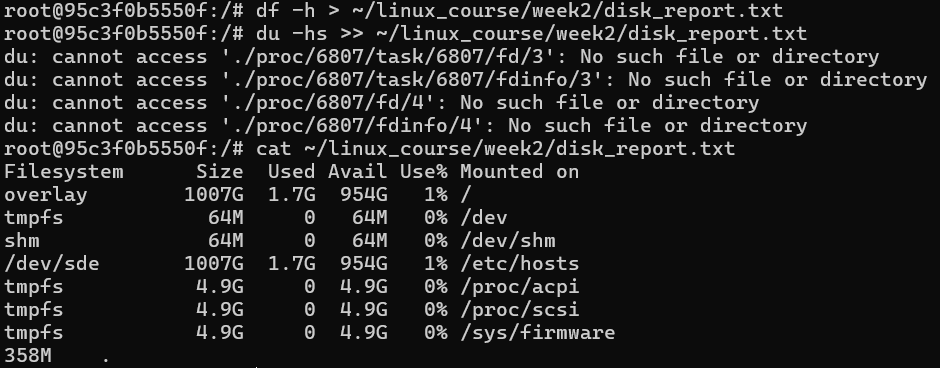 root@95c3f0b5550f:/# df -h > ~/linux_course/week2/disk_report.txt
root@95c3f0b5550f:/# du -hs >> ~/linux_course/week2/disk_report.txt
du: cannot access './proc/6807/task/6807/fd/3': No such file or directory
du: cannot access './proc/6807/task/6807/fdinfo/3': No such file or directory
du: cannot access './proc/6807/fd/4': No such file or directory
du: cannot access './proc/6807/fdinfo/4': No such file or directory
root@95c3f0b5550f:/# cat ~/linux_course/week2/disk_report.txt
Filesystem      Size  Used Avail Use% Mounted on
overlay        1007G  1.7G  954G   1% /
tmpfs            64M     0   64M   0% /dev
shm              64M     0   64M   0% /dev/shm
/dev/sde       1007G  1.7G  954G   1% /etc/hosts
tmpfs           4.9G     0  4.9G   0% /proc/acpi
tmpfs           4.9G     0  4.9G   0% /proc/scsi
tmpfs           4.9G     0  4.9G   0% /sys/firmware
358M    .